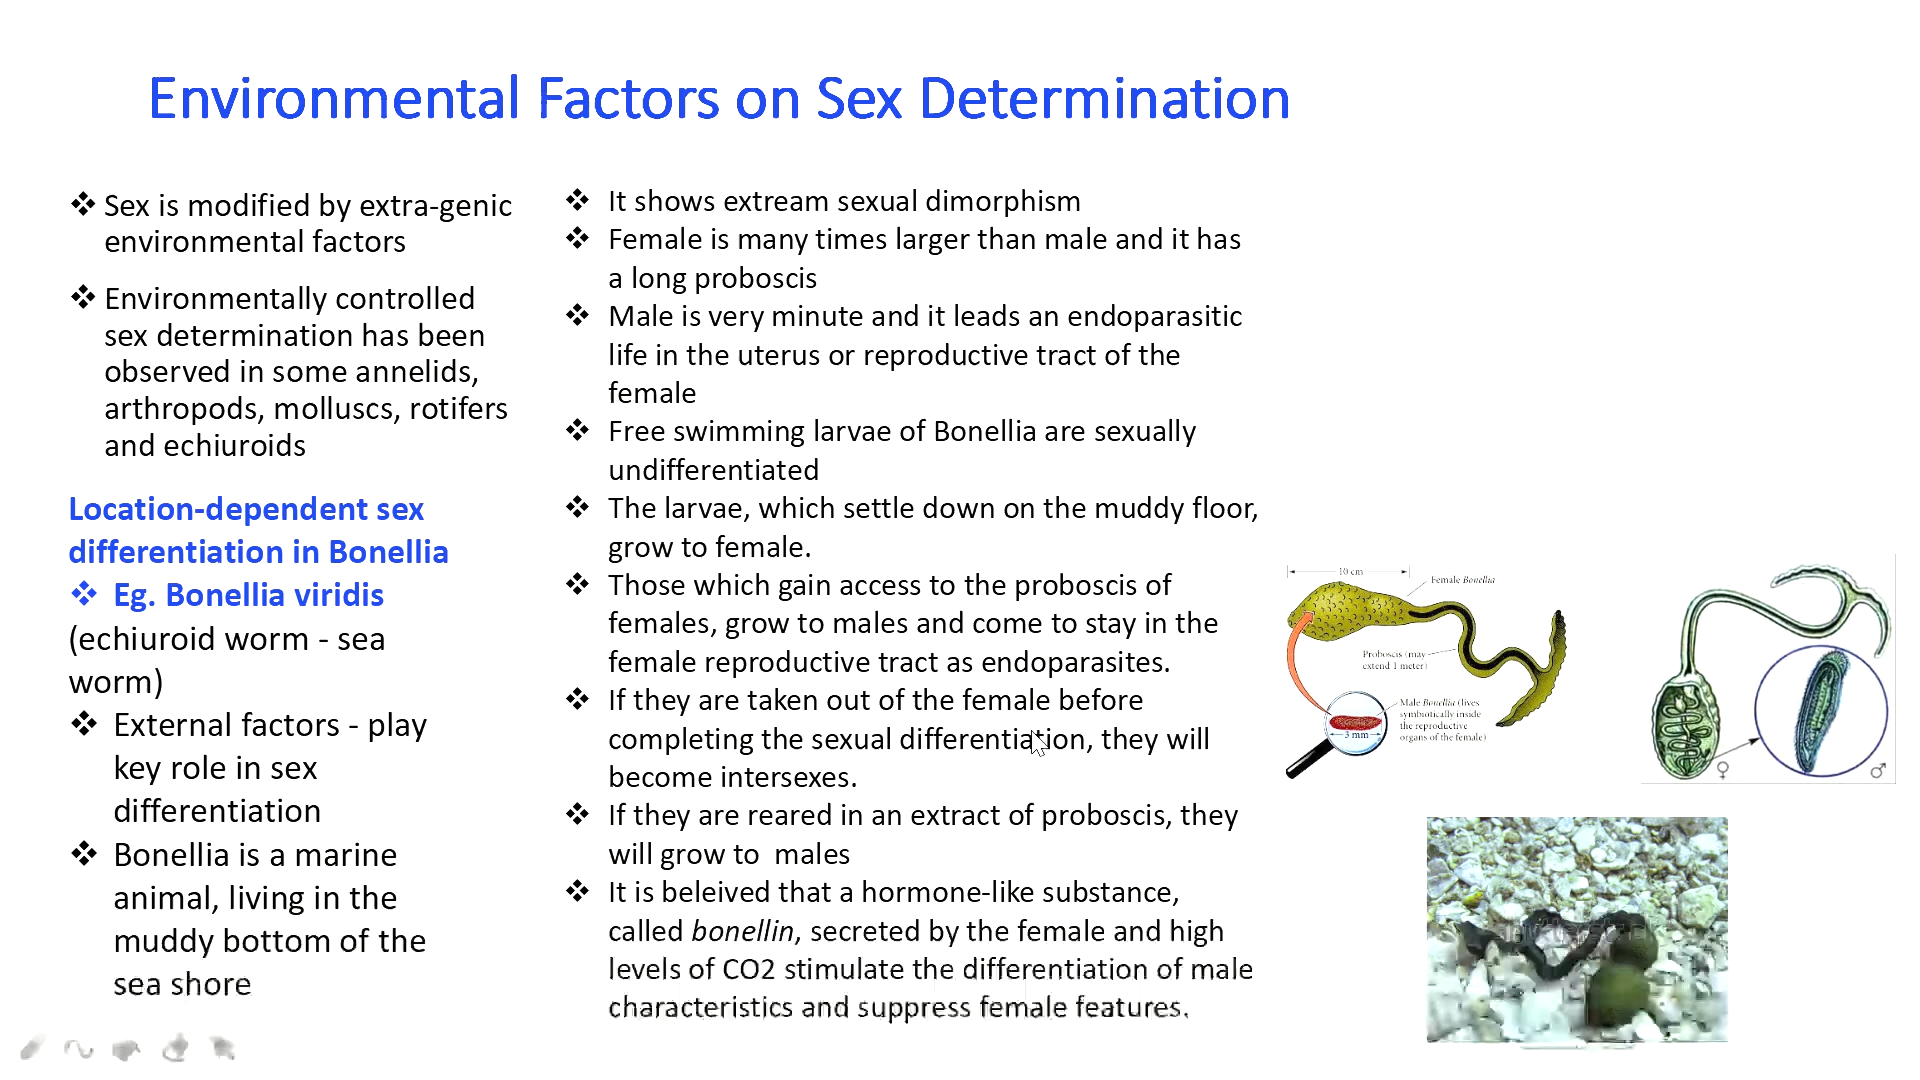 Environmental Factors on Sex Determination
❖ Sex is modified by extra-genic
environmental factors
❖ Environmentally controlled
sex determination has been
observed in some annelids,
arthropods, molluscs, rotifers
and echiuroids
Location-dependent sex
differentiation in Bonellia
❖ Eg. Bonellia viridis
(echiuroid worm - sea
worm)
❖ External factors - play
key role in sex
differentiation
❖ Bonellia is a marine
animal, living in the
muddy bottom of the
sea shore
❖ It shows extream sexual dimorphism
❖ Female is many times larger than male and it has
a long proboscis
❖ Male is very minute and it leads an endoparasitic
life in the uterus or reproductive tract of the
female
❖ Free swimming larvae of Bonellia are sexually
undifferentiated
❖ The larvae, which settle down on the muddy floor,
grow to female.
❖ Those which gain access to the proboscis of
females, grow to males and come to stay in the
female reproductive tract as endoparasites.
❖ If they are taken out of the female before
completing the sexual differentiation, they will
become intersexes.
❖ If they are reared in an extract of proboscis, they
will grow to  males
❖ It is beleived that a hormone-like substance,
called bonellin, secreted by the female and high
levels of CO2 stimulate the differentiation of male
characteristics and suppress female features.
10 cm
Female Bonellia
Proboscis (may
extend 1 meter)
Male Bonellia (lives
symbiotically inside
the reproductive
organs of the female)
3 mm
♀
♂